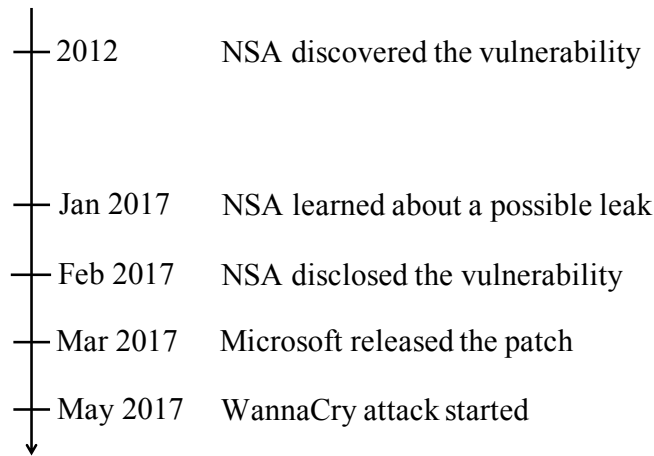 2012 NSA discovered the vulnerability
Jan 2017 NSA learned about a possible leak
Feb 2017 NSA disclosed the vulnerability
Mar 2017 Microsoft released the patch
May 2017 WannaCry attack started